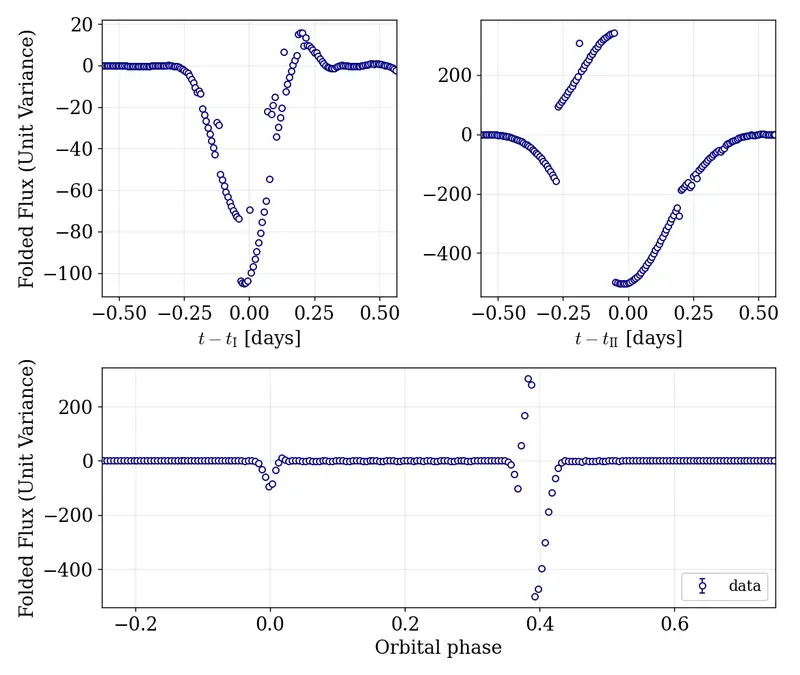 Folded Flux (Unit Variance)
20
0
−20
−40
−60
−80
−100
−0.50 −0.25 0.00 0.25 0.50
t − tI [days]
200
0
−200
−400
−0.50 −0.25 0.00 0.25 0.50
t − tII [days]
Folded Flux (Unit Variance)
200
0
−200
−400
−0.2 0.0 0.2 0.4 0.6
Orbital phase
data